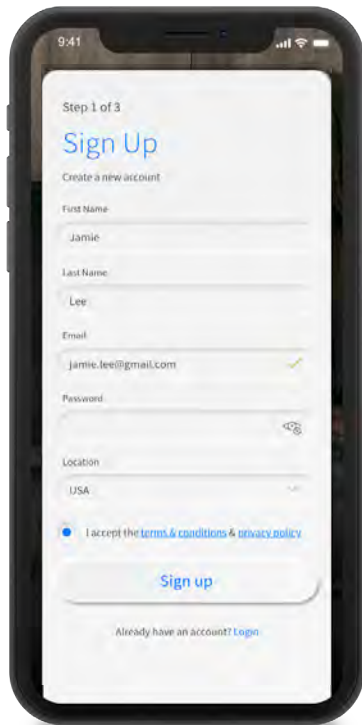 9:41
Step 1 of 3
Sign Up
Create a new account
First Name
Jamie
Last Name
Lee
Email
jamie.lee@gmail.com
Password
Location
USA
I accept the terms & conditions & privacy policy
Sign up
Already have an account? Login